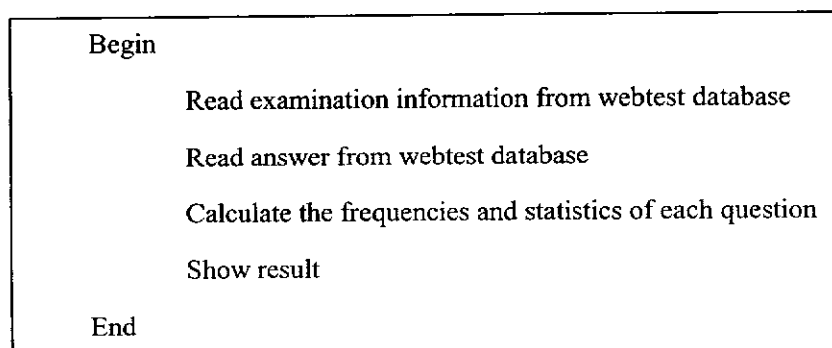 Begin
Read examination information from webtest database
Read answer from webtest database
Calculate the frequencies and statistics of each question
Show result
End